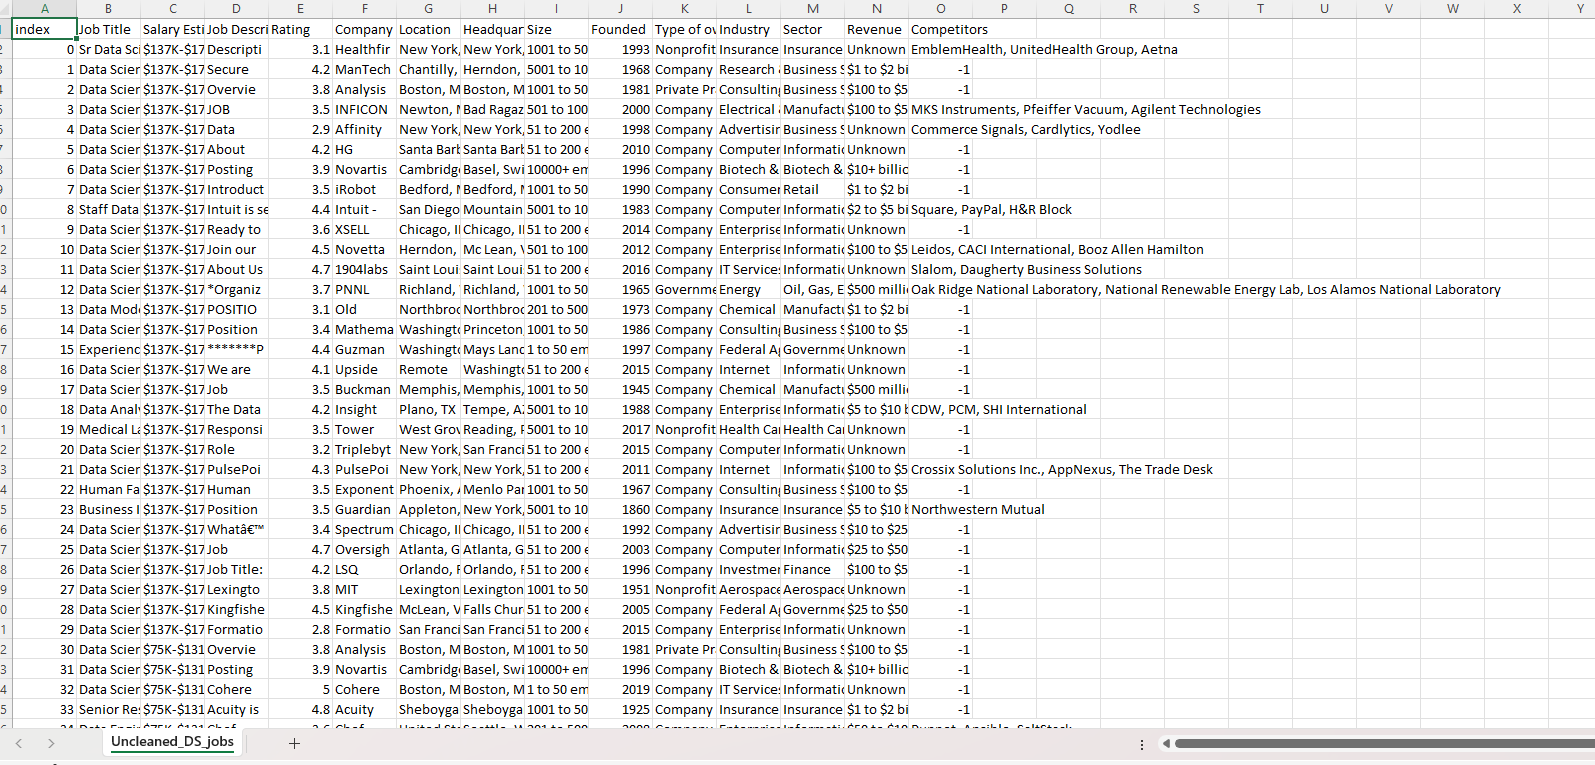 A B C D E F G H I J K L M N O P Q R S T U V W X Y
index Job Title Salary Esti Job Descri Rating Company Location Headquar Size Founded Type of ov Industry Sector Revenue Competitors
0 Sr Data Sci $137K-$17 Descripti 3.1 Healthfir New York, New York, 1001 to 50 1993 Nonprofit Insurance Insurance Unknown EmblemHealth, UnitedHealth Group, Aetna
1 Data Scier $137K-$17 Secure 4.2 ManTech Chantilly, Herndon, 5001 to 10 1968 Company Research Business S $1 to $2 bi -1
2 Data Scier $137K-$17 Overvie 3.8 Analysis Boston, M Boston, M 1001 to 50 1981 Private Pr Consulting Business S $100 to $5 -1
3 Data Scier $137K-$17 JOB 3.5 INFICON Newton, M Bad Ragaz 501 to 100 2000 Company Electrical Manufactu $100 to $5 MKS Instruments, Pfeiffer Vacuum, Agilent Technologies
4 Data Scier $137K-$17 Data 2.9 Affinity New York, New York, 51 to 200 e 1998 Company Advertisir Business S Unknown Commerce Signals, Cardlytics, Yodlee
5 Data Scier $137K-$17 About 4.2 HG Santa Barb Santa Barb 51 to 200 e 2010 Company Computer Informatic Unknown -1
6 Data Scier $137K-$17 Posting 3.9 Novartis Cambridge Basel, Swi 10000+ em 1996 Company Biotech & Biotech & $10+ billic -1
7 Data Scier $137K-$17 Introduct 3.5 iRobot Bedford, M Bedford, M 1001 to 50 1990 Company Consumer Retail $1 to $2 bi -1
8 Staff Data $137K-$17 Intuit is se 4.4 Intuit - San Diego Mountain 5001 to 10 1983 Company Computer Informatic $2 to $5 bi Square, PayPal, H&R Block
9 Data Scier $137K-$17 Ready to 3.6 XSELL Chicago, Il Chicago, Il 51 to 200 e 2014 Company Enterprise Informatic Unknown -1
10 Data Scier $137K-$17 Join our 4.5 Novetta Herndon, Mc Lean, V 501 to 100 2012 Company Enterprise Informatic $100 to $5 Leidos, CACI International, Booz Allen Hamilton
11 Data Scier $137K-$17 About Us 4.7 1904labs Saint Loui Saint Loui 51 to 200 e 2016 Company IT Services Informatic Unknown Slalom, Daugherty Business Solutions
12 Data Scier $137K-$17 *Organiz 3.7 PNNL Richland, Richland, 1001 to 50 1965 Governme Energy Oil, Gas, E $500 milli Oak Ridge National Laboratory, National Renewable Energy Lab, Los Alamos National Laboratory
13 Data Mode $137K-$17 POSITIO 3.1 Old Northbroo Northbroo 201 to 500 1973 Company Chemical Manufactu $1 to $2 bi -1
14 Data Scier $137K-$17 Position 3.4 Mathema Washingto Princeton 1001 to 50 1986 Company Consulting Business S $100 to $5 -1
15 Experienc $137K-$17 *******P 4.4 Guzman Washingto Mays Land 1 to 50 em 1997 Company Federal Ag Governme Unknown -1
16 Data Scier $137K-$17 We are 4.1 Upside Remote Washingto 51 to 200 e 2015 Company Internet Informatic Unknown -1
17 Data Scier $137K-$17 Job 3.5 Buckman Memphis, Memphis, 1001 to 50 1945 Company Chemical Manufactu $500 milli -1
18 Data Analy $137K-$17 The Data 4.2 Insight Plano, TX Tempe, AZ 5001 to 10 1988 Company Enterprise Informatic $5 to $10 b CDW, PCM, SHI International
19 Medical La $137K-$17 Responsi 3.5 Tower West Grov Reading, P 5001 to 10 2017 Nonprofit Health Car Health Car Unknown -1
20 Data Scier $137K-$17 Role 3.2 Triplebyt New York, San Franci 51 to 200 e 2015 Company Computer Informatic Unknown -1
21 Data Scier $137K-$17 PulsePoi 4.3 PulsePoi New York, New York, 51 to 200 e 2011 Company Internet Informatic $100 to $5 Crossix Solutions Inc., AppNexus, The Trade Desk
22 Human Fa $137K-$17 Human 3.5 Exponent Phoenix, A Menlo Par 1001 to 50 1967 Company Consulting Business S $100 to $5 -1
23 Business I $137K-$17 Position 3.5 Guardian Appleton, New York, 5001 to 10 1860 Company Insurance Insurance $5 to $10 b Northwestern Mutual
24 Data Scier $137K-$17 Whatâ€™ 3.4 Spectrum Chicago, Il Chicago, Il 51 to 200 e 1992 Company Advertisir Business S $10 to $25 -1
25 Data Scier $137K-$17 Job 4.7 Oversigh Atlanta, G Atlanta, G 51 to 200 e 2003 Company Computer Informatic $25 to $50 -1
26 Data Scier $137K-$17 Job Title: 4.2 LSQ Orlando, F Orlando, F 51 to 200 e 1996 Company Investmer Finance $100 to $5 -1
27 Data Scier $137K-$17 Lexingto 3.8 MIT Lexington Lexington 1001 to 50 1951 Nonprofit Aerospace Aerospace Unknown -1
28 Data Scier $137K-$17 Kingfishe 4.5 Kingfishe McLean, V Falls Chur 51 to 200 e 2005 Company Federal Ag Governme $25 to $50 -1
29 Data Scier $137K-$17 Formatio 2.8 Formatio San Franci San Franci 51 to 200 e 2015 Company Enterprise Informatic Unknown -1
30 Data Scier $75K-$131 Overvie 3.8 Analysis Boston, M Boston, M 1001 to 50 1981 Private Pr Consulting Business S $100 to $5 -1
31 Data Scier $75K-$131 Posting 3.9 Novartis Cambridge Basel, Swi 10000+ em 1996 Company Biotech & Biotech & $10+ billic -1
32 Data Scier $75K-$131 Cohere 5 Cohere Boston, M Boston, M 1 to 50 em 2019 Company IT Services Informatic Unknown -1
33 Senior Res $75K-$131 Acuity is 4.8 Acuity Sheboyga Sheboyga 1001 to 50 1925 Company Insurance Insurance $1 to $2 bi -1
Uncleaned_DS_jobs